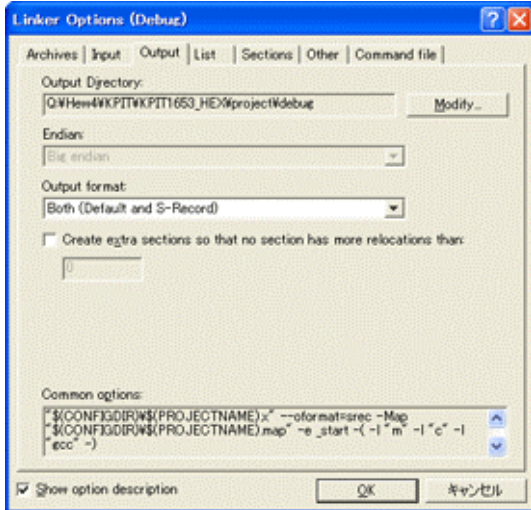 Linker Options (Debug)
Archives Input Output List Sections Other Command file
Output Directory:
Q:¥Hew4¥KPIT¥KPIT1653_HEX¥project¥debug Modify...
Endian:
Big endian
Output format:
Both (Default and S-Record)
Create extra sections so that no section has more relocations than:
0
Common options:
"$(CONFIGDIR)¥$(PROJECTNAME).x" --oformat=srec -Map
"$(CONFIGDIR)¥$(PROJECTNAME).map" -e _start -( -l "m" -l "c" -l
"gcc" -)
Show option description OK キャンセル